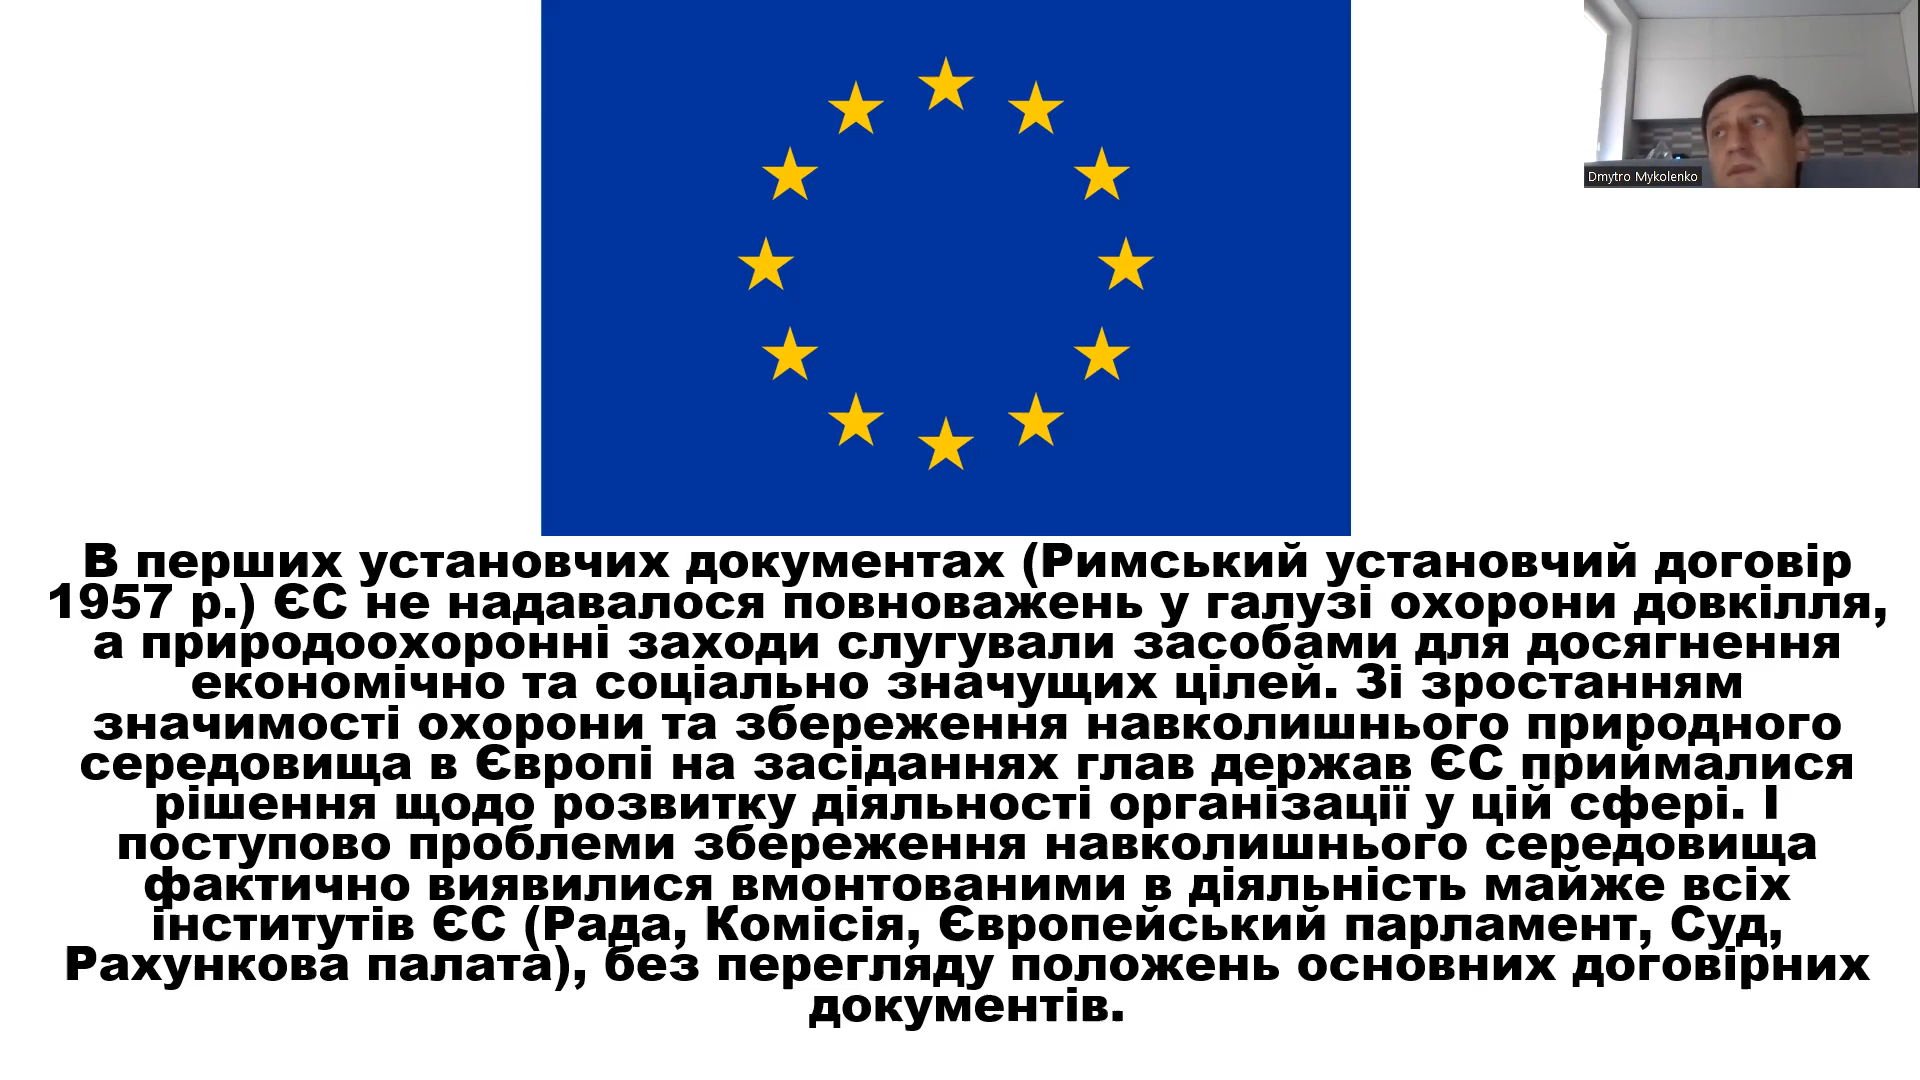 Dmytro Mykolenko
В перших установчих документах (Римський установчий договір
1957 р.) ЄС не надавалося повноважень у галузі охорони довкілля,
а природоохоронні заходи слугували засобами для досягнення
економічно та соціально значущих цілей. Зі зростанням
значимості охорони та збереження навколишнього природного
середовища в Європі на засіданнях глав держав ЄС приймалися
рішення щодо розвитку діяльності організації у цій сфері. І
поступово проблеми збереження навколишнього середовища
фактично виявилися вмонтованими в діяльність майже всіх
інститутів ЄС (Рада, Комісія, Європейський парламент, Суд,
Рахункова палата), без перегляду положень основних договірних
документів.